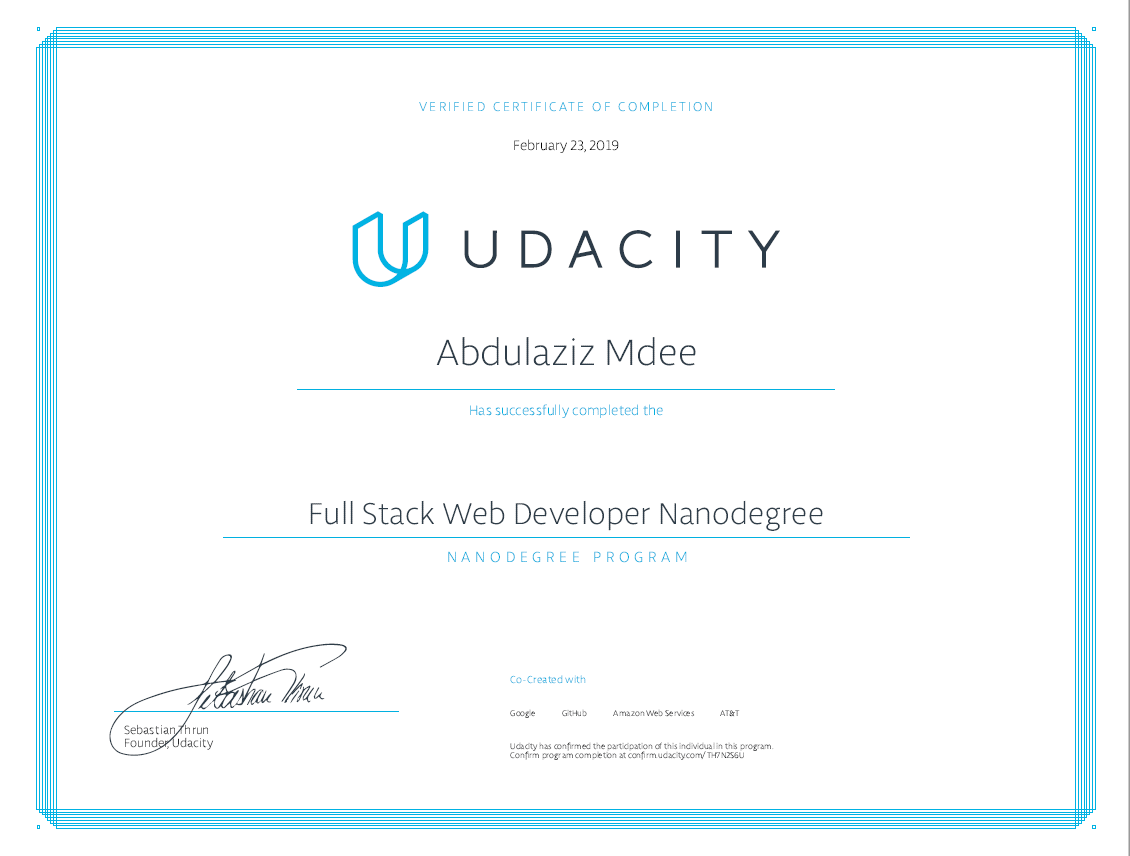 VERIFIED CERTIFICATE OF COMPLETION
February 23, 2019
UDACITY
Abdulaziz Mdee
Has successfully completed the
Full Stack Web Developer Nanodegree
NANODEGREE PROGRAM
Sebastian Thrun
Sebastian Thrun
Founder, Udacity
Co-Created with
Google GitHub Amazon Web Services AT&T
Udacity has confirmed the participation of this individual in this program.
Confirm program completion at confirm.udacity.com/TH7N2S6U